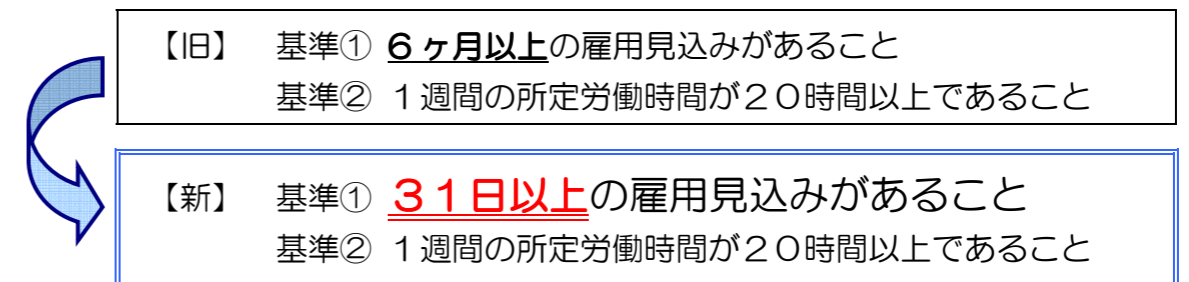 【旧】　基準① ６ヶ月以上の雇用見込みがあること
基準② １週間の所定労働時間が２０時間以上であること
【新】　基準① ３１日以上の雇用見込みがあること
基準② １週間の所定労働時間が２０時間以上であること